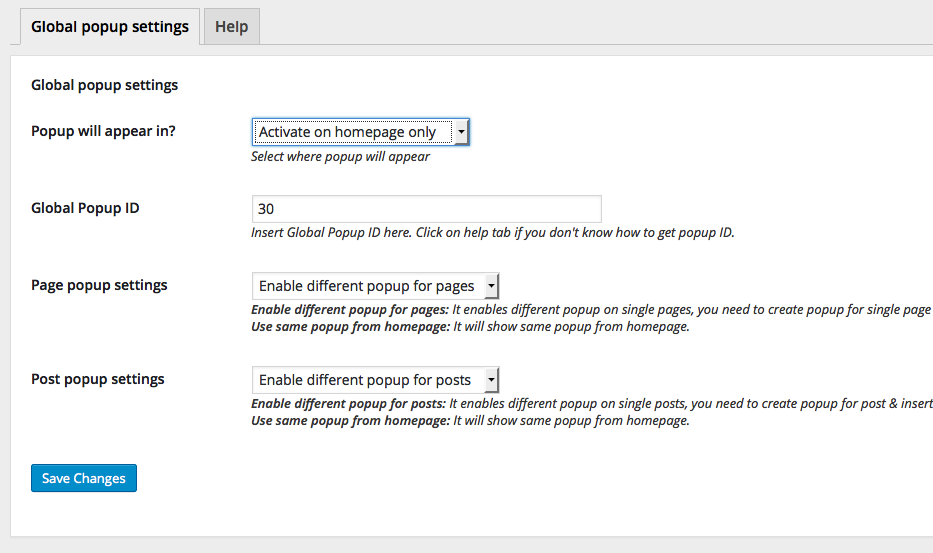 Global popup settings
Help
Global popup settings
Popup will appear in?
Activate on homepage only
Select where popup will appear
Global Popup ID
30
Insert Global Popup ID here. Click on help tab if you don't know how to get popup ID.
Page popup settings
Enable different popup for pages
Enable different popup for pages: It enables different popup on single pages, you need to create popup for single page
Use same popup from homepage: It will show same popup from homepage.
Post popup settings
Enable different popup for posts
Enable different popup for posts: It enables different popup on single posts, you need to create popup for post & insert
Use same popup from homepage: It will show same popup from homepage.
Save Changes